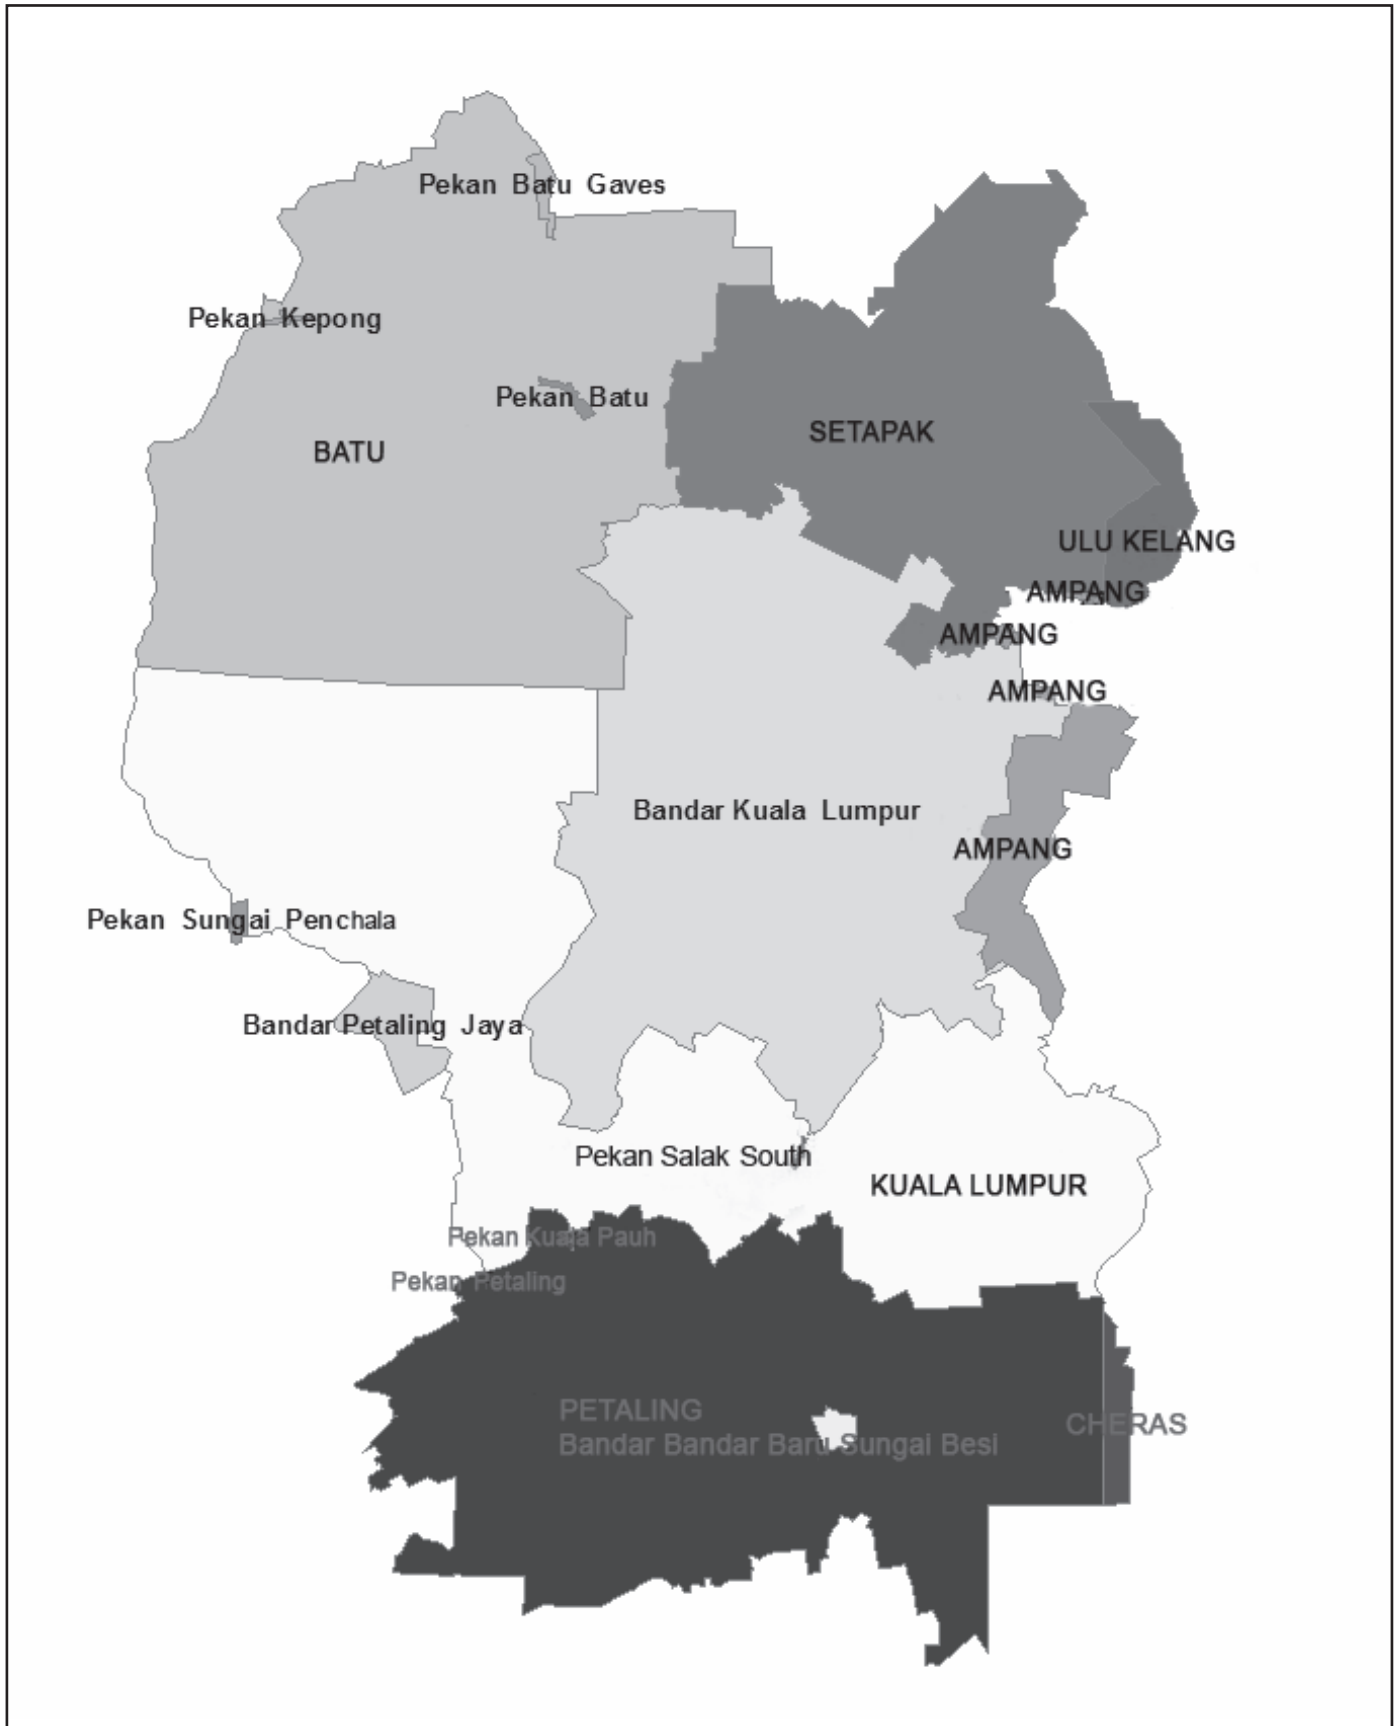 Pekan Batu Gaves
Pekan Kepong
Pekan Batu
SETAPAK
BATU
ULU KELANG
AMPANG
AMPANG
AMPANG
Bandar Kuala Lumpur
AMPANG
Pekan Sungai Penchala
Bandar Petaling Jaya
Pekan Salak South
KUALA LUMPUR
Pekan Kuaja Pauh
Pekan Petaling
PETALING
Bandar Bandar Baru Sungai Besi
CHERAS